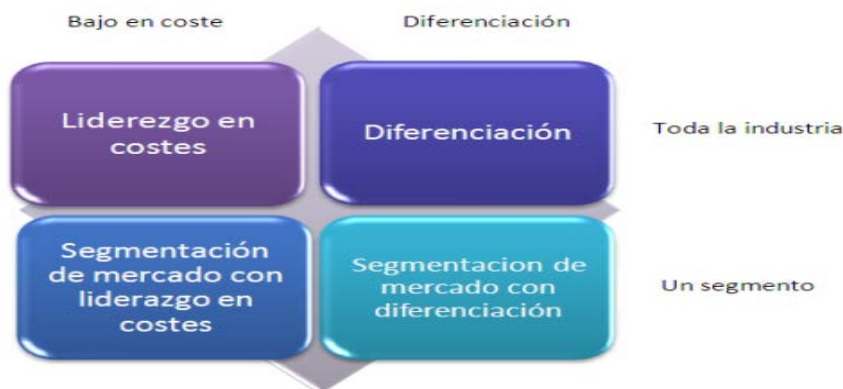 Bajo en coste
Diferenciación
Liderezgo en
costes
Diferenciación
Toda la industria
Segmentación
de mercado con
liderazgo en
costes
Segmentacion de
mercado con
diferenciación
Un segmento